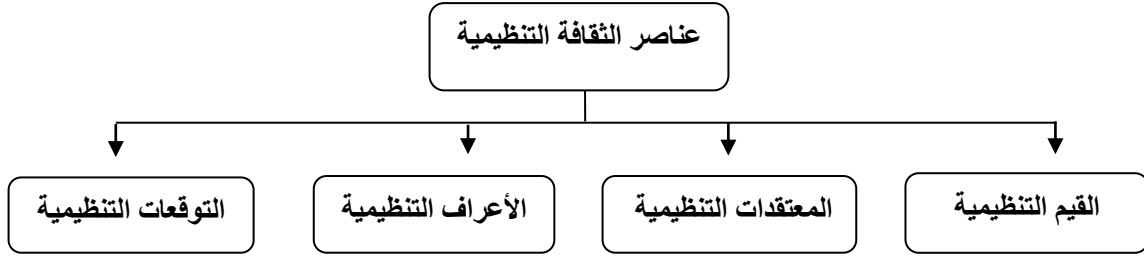 عناصر الثقافة التنظيمية
القيم التنظيمية
المعتقدات التنظيمية
الأعراف التنظيمية
التوقعات التنظيمية